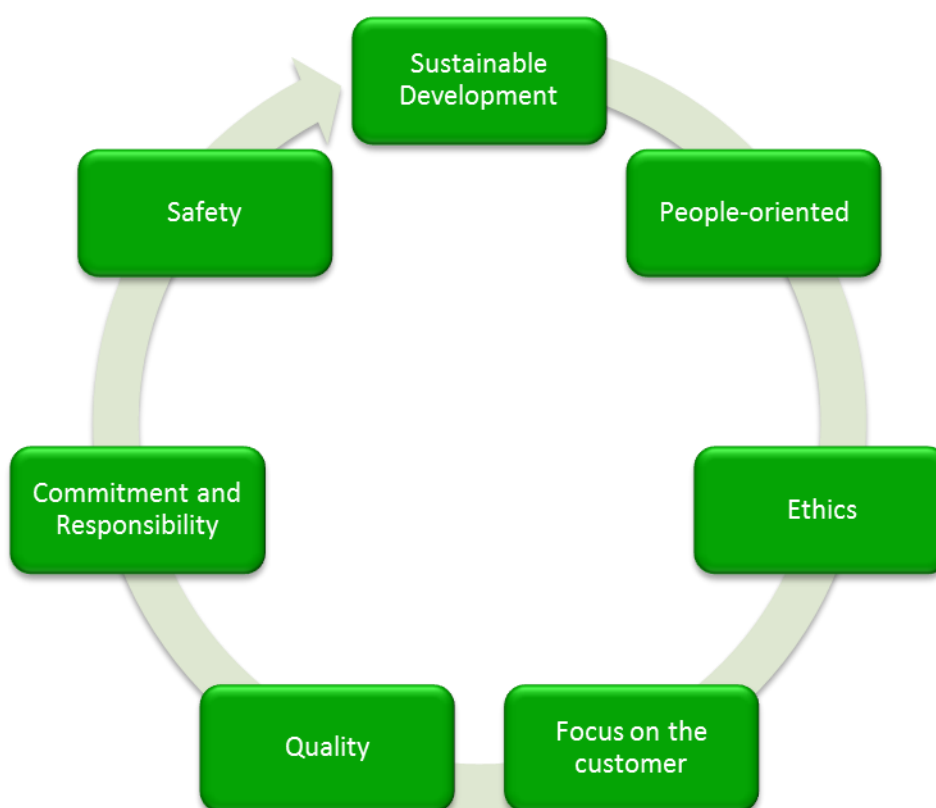 Sustainable
Development
People-oriented
Ethics
Focus on the
customer
Quality
Commitment and
Responsibility
Safety